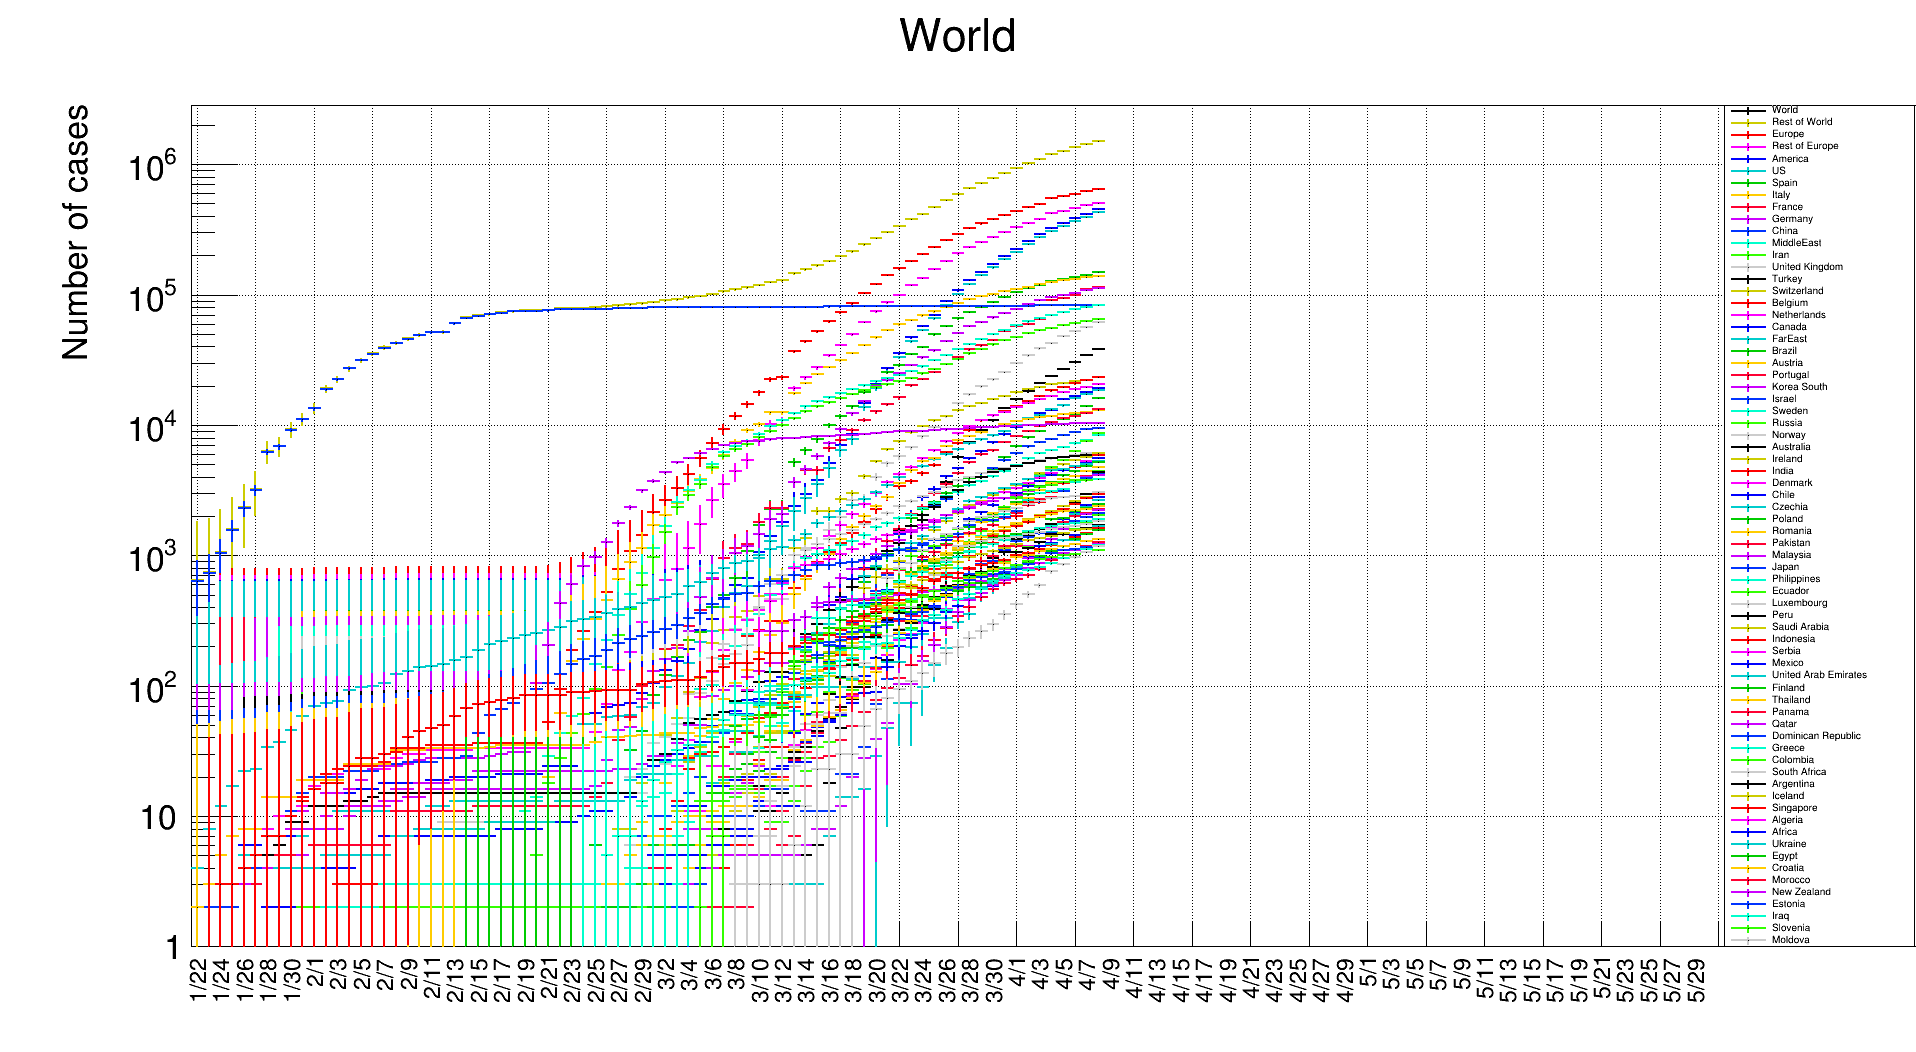 World
Number of cases
10^6
10^5
10^4
10^3
10^2
10
1
1/22 1/24 1/26 1/28 1/30 2/1 2/3 2/5 2/7 2/9 2/11 2/13 2/15 2/17 2/19 2/21 2/23 2/25 2/27 2/29 3/2 3/4 3/6 3/8 3/10 3/12 3/14 3/16 3/18 3/20 3/22 3/24 3/26 3/28 3/30 4/1 4/3 4/5 4/7 4/9 4/11 4/13 4/15 4/17 4/19 4/21 4/23 4/25 4/27 4/29 5/1 5/3 5/5 5/7 5/9 5/11 5/13 5/15 5/17 5/19 5/21 5/23 5/25 5/27 5/29
World
Rest of World
Europe
Rest of Europe
America
US
Spain
Italy
France
Germany
China
MiddleEast
Iran
United Kingdom
Turkey
Switzerland
Belgium
Netherlands
Canada
FarEast
Brazil
Austria
Portugal
Korea South
Israel
Sweden
Russia
Norway
Australia
Ireland
India
Denmark
Chile
Czechia
Poland
Romania
Pakistan
Malaysia
Japan
Philippines
Ecuador
Luxembourg
Peru
Saudi Arabia
Indonesia
Serbia
Mexico
United Arab Emirates
Finland
Thailand
Panama
Qatar
Dominican Republic
Greece
Colombia
South Africa
Argentina
Iceland
Singapore
Algeria
Africa
Ukraine
Egypt
Croatia
Morocco
New Zealand
Estonia
Iraq
Slovenia
Moldova